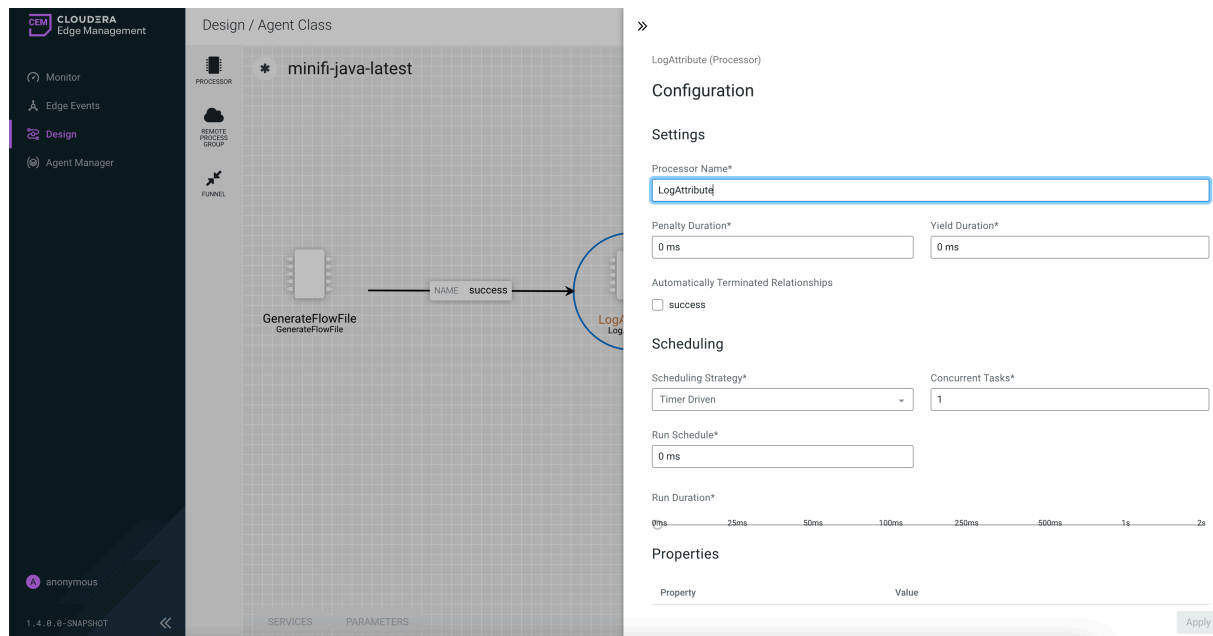 CEM CLOUDERA
Edge Management
Monitor
Edge Events
Design
Agent Manager
A anonymous
1.4.0.0-SNAPSHOT
Design / Agent Class
PROCESSOR
REMOTE
PROCESS
GROUP
FUNNEL
minifi-java-latest
GenerateFlowFile
GenerateFlowFile
NAME success
LogA
Log
SERVICES PARAMETERS
LogAttribute (Processor)
Configuration
Settings
Processor Name*
LogAttribute
Penalty Duration* Yield Duration*
0 ms 0 ms
Automatically Terminated Relationships
success
Scheduling
Scheduling Strategy* Concurrent Tasks*
Timer Driven 1
Run Schedule*
0 ms
Run Duration*
0ms 25ms 50ms 100ms 250ms 500ms 1s 2s
Properties
Property Value
Apply